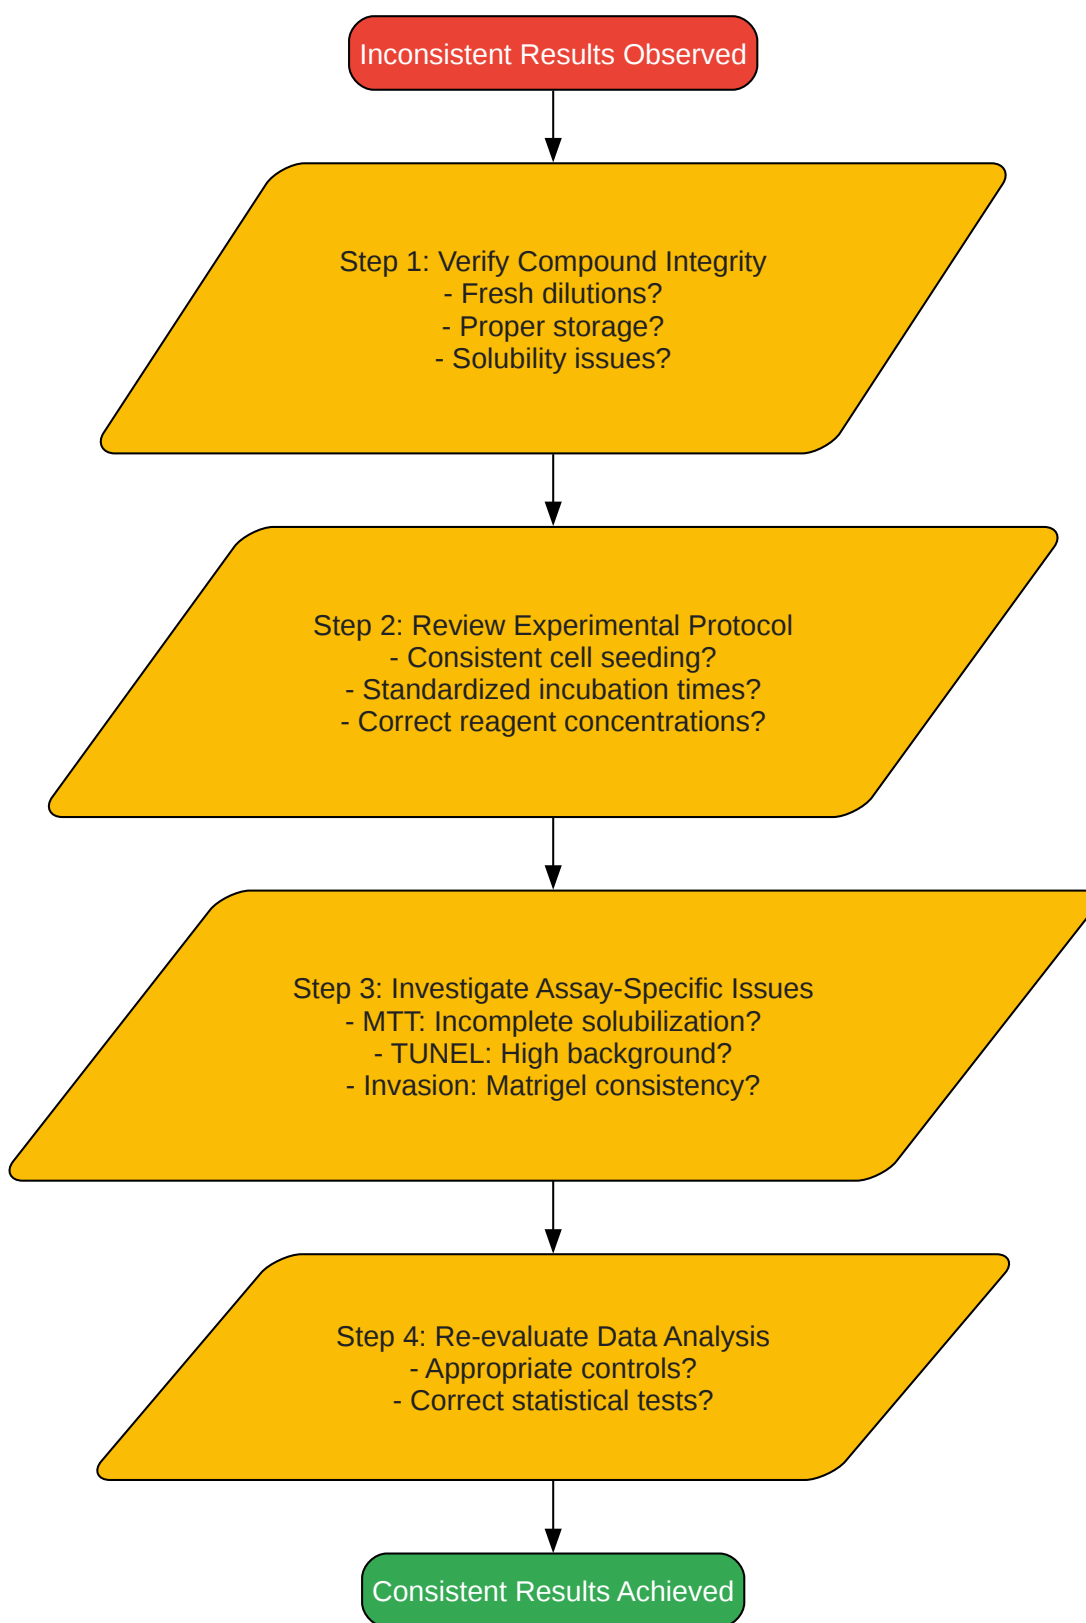 Inconsistent Results Observed
Step 1: Verify Compound Integrity
- Fresh dilutions?
- Proper storage?
- Solubility issues?
Step 2: Review Experimental Protocol
- Consistent cell seeding?
- Standardized incubation times?
- Correct reagent concentrations?
Step 3: Investigate Assay-Specific Issues
- MTT: Incomplete solubilization?
- TUNEL: High background?
- Invasion: Matrigel consistency?
Step 4: Re-evaluate Data Analysis
- Appropriate controls?
- Correct statistical tests?
Consistent Results Achieved